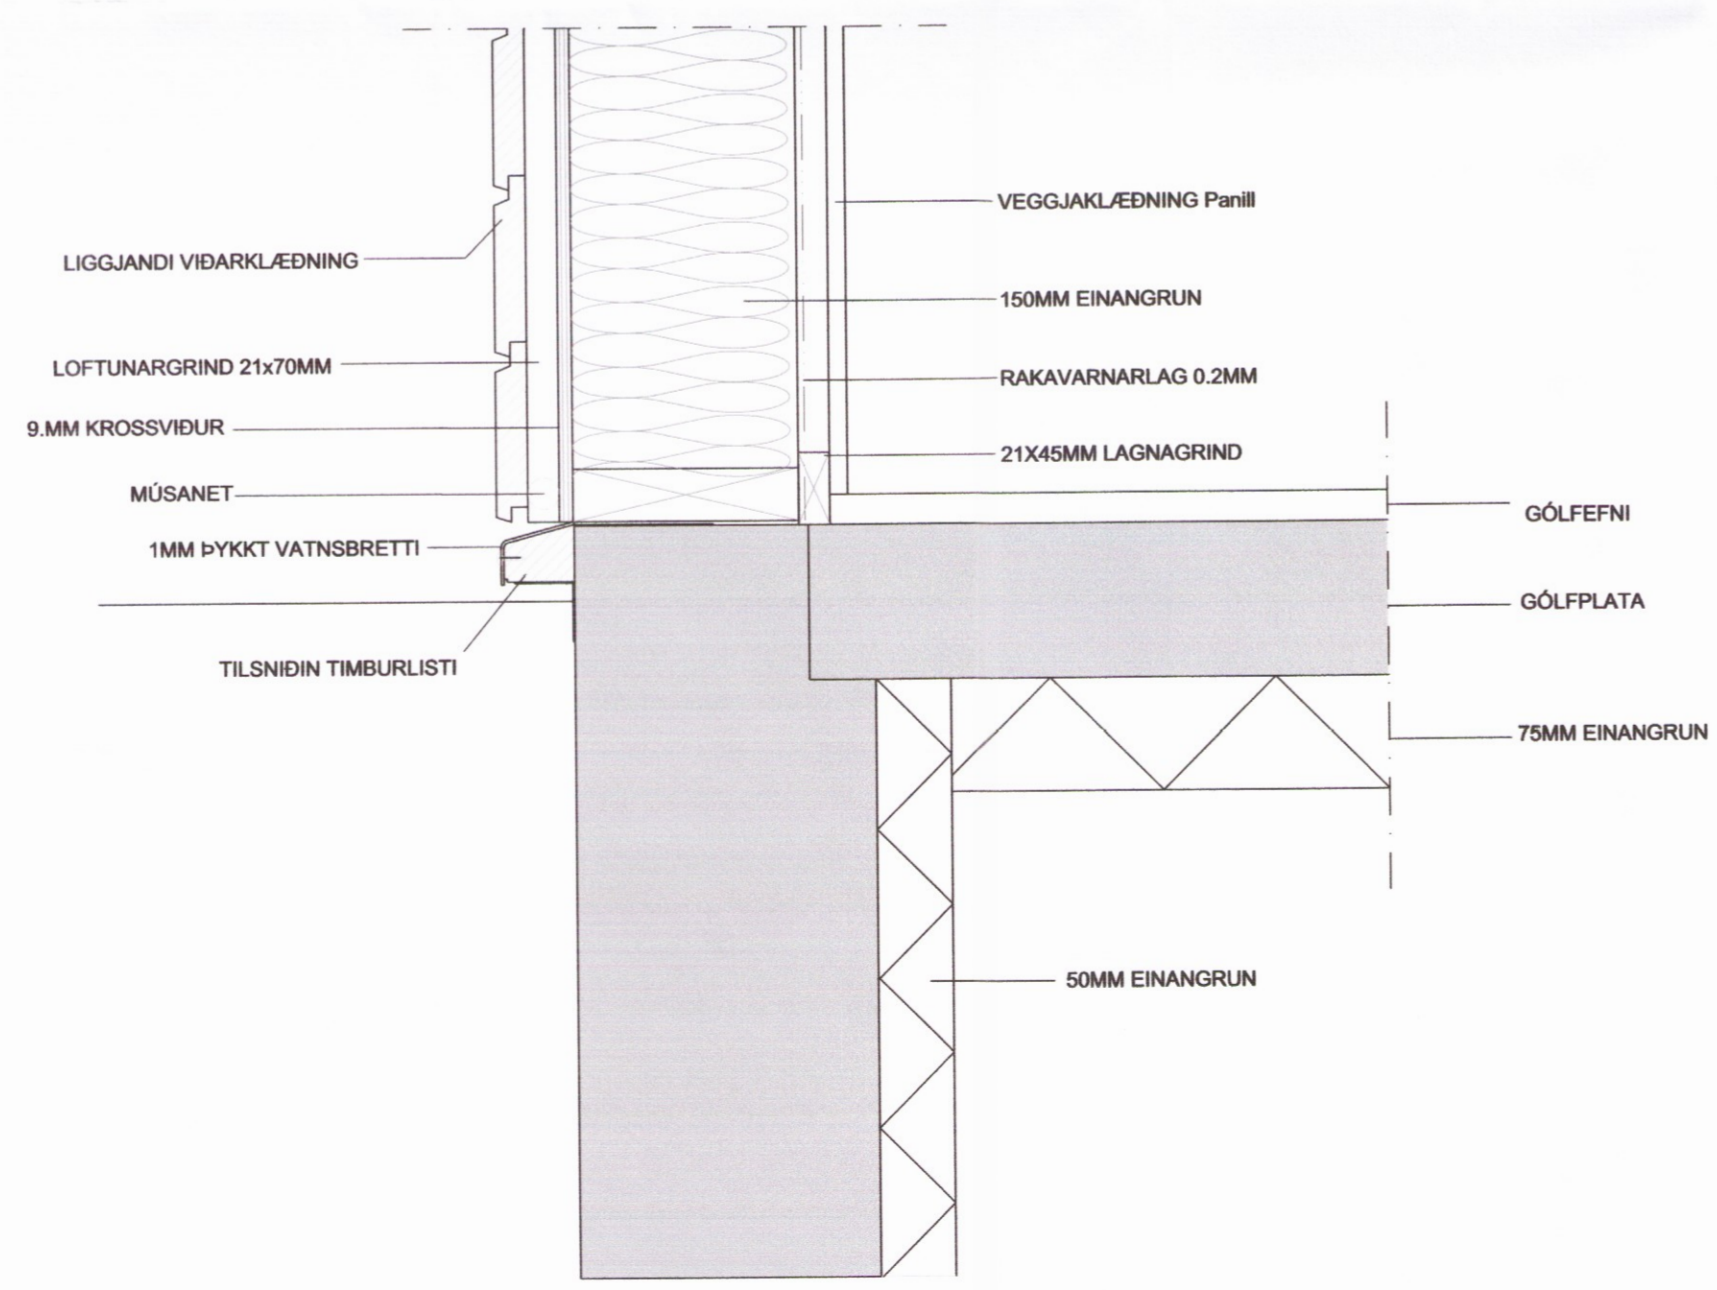 LIGGJANDI VIÐARKLÆÐNING
LOFTUNARGRIND 21x70MM
9.MM KROSSVIÐUR
MÚSANET
1MM ÞYKKT VATNSBRETTI
TILSNIÐIN TIMBURLISTI
VEGGJAKLÆÐNING Panill
150MM EINANGRUN
RAKAVARNARLAG 0.2MM
21X45MM LAGNAGRIND
GÓLFEFNI
GÓLFPLATA
75MM EINANGRUN
50MM EINANGRUN